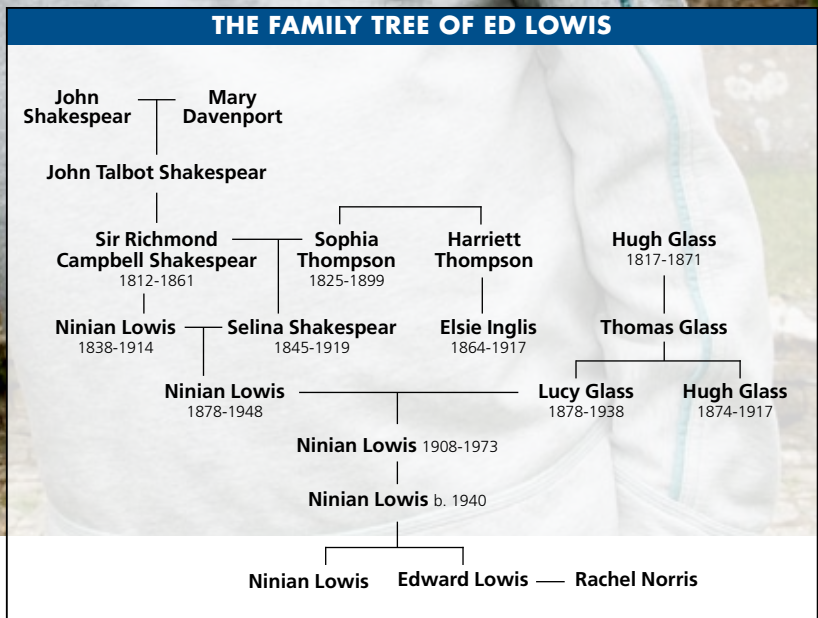 THE FAMILY TREE OF ED LOWIS
John Shakespear
Mary Davenport
John Talbot Shakespear
Sir Richmond Campbell Shakespear
1812-1861
Sophia Thompson
1825-1899
Harriett Thompson
Hugh Glass
1817-1871
Ninian Lowis
1838-1914
Selina Shakespear
1845-1919
Elsie Inglis
1864-1917
Thomas Glass
Ninian Lowis
1878-1948
Lucy Glass
1878-1938
Hugh Glass
1874-1917
Ninian Lowis 1908-1973
Ninian Lowis b. 1940
Ninian Lowis
Edward Lowis
Rachel Norris